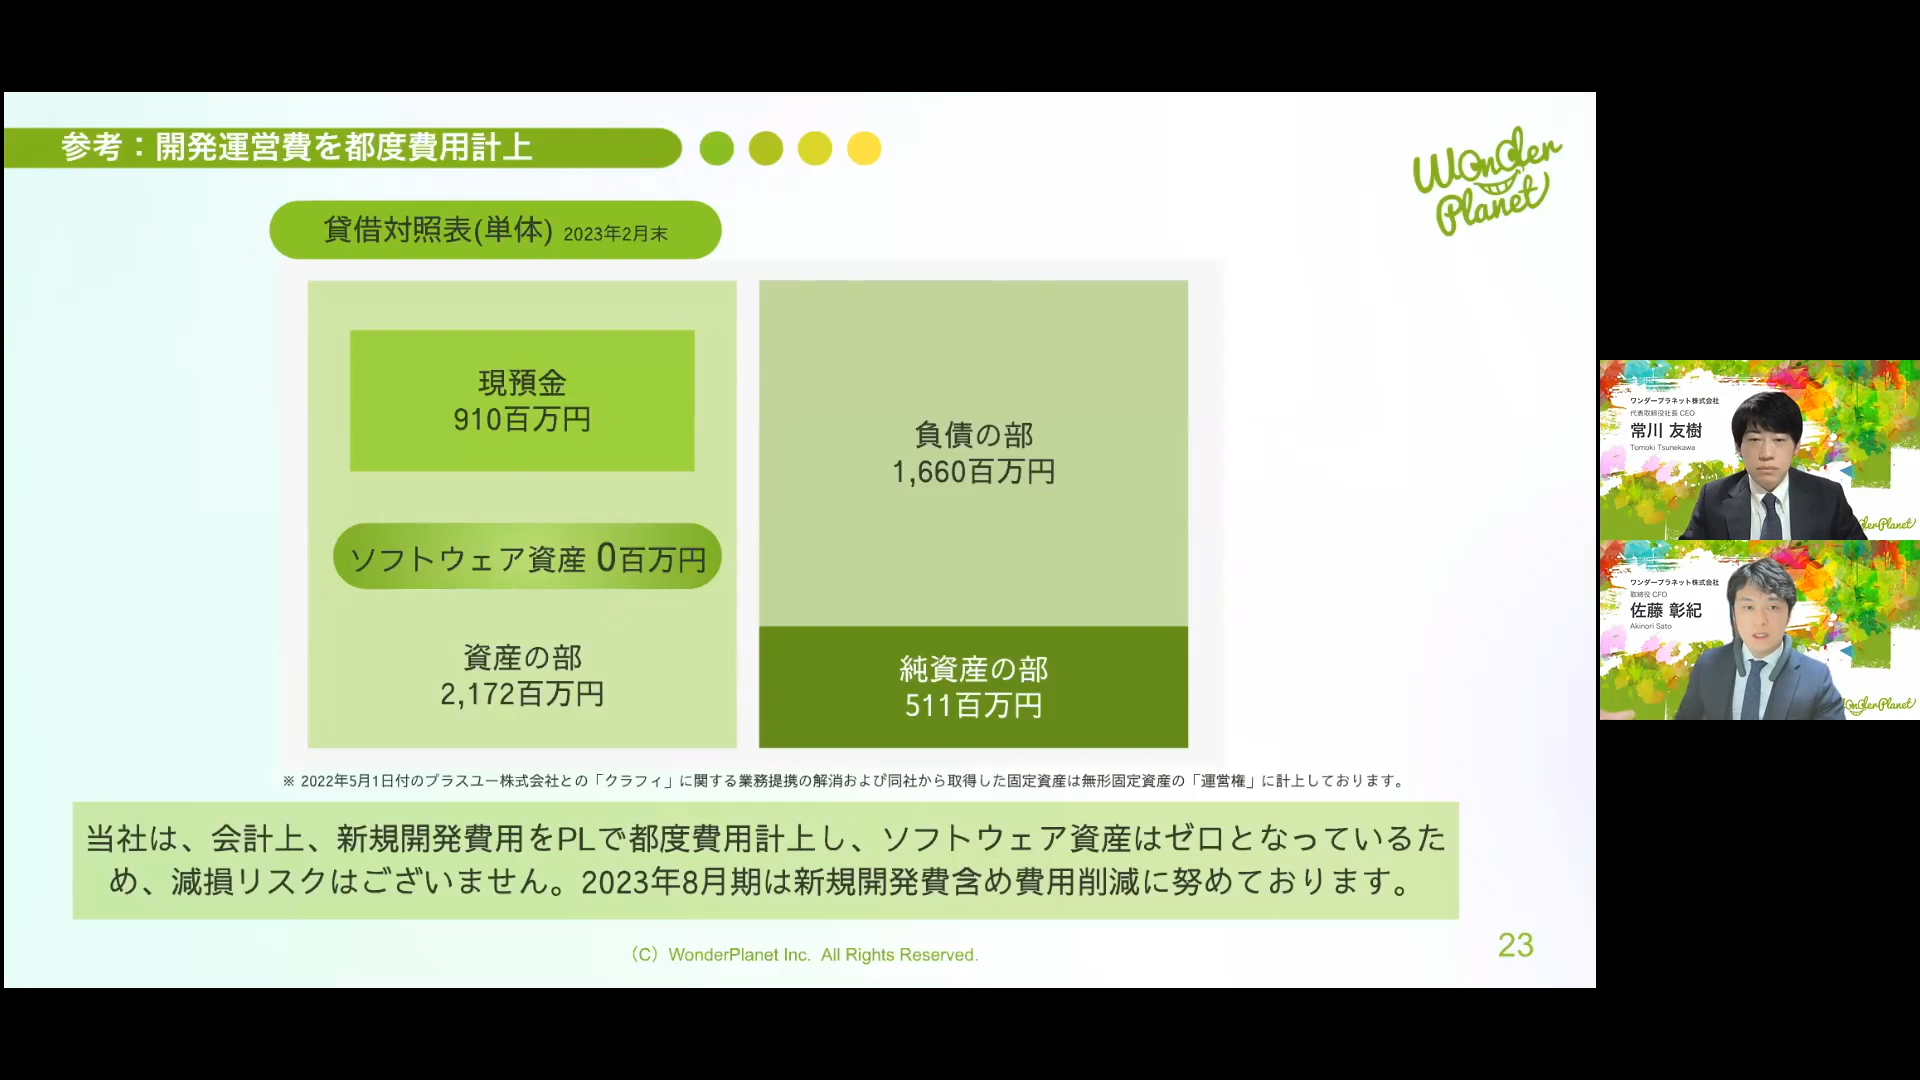 参考：開発運営費を都度費用計上
Wonder
Planet
貸借対照表(単体) 2023年2月末
現預金
910百万円
ソフトウェア資産 0百万円
資産の部
2,172百万円
負債の部
1,660百万円
純資産の部
511百万円
※ 2022年5月1日付のプラスユー株式会社との「クラフィ」に関する業務提携の解消および同社から取得した固定資産は無形固定資産の「運営権」に計上しております。
当社は、会計上、新規開発費用をPLで都度費用計上し、ソフトウェア資産はゼロとなっているた
め、減損リスクはございません。2023年8月期は新規開発費含め費用削減に努めております。
（C）WonderPlanet Inc. All Rights Reserved.
23
ワンダープラネット株式会社
代表取締役社長 CEO
常川 友樹
Tomoki Tsunekawa
derPlanet
ワンダープラネット株式会社
取締役 CFO
佐藤 彰紀
Akinori Sato
WonderPlanet